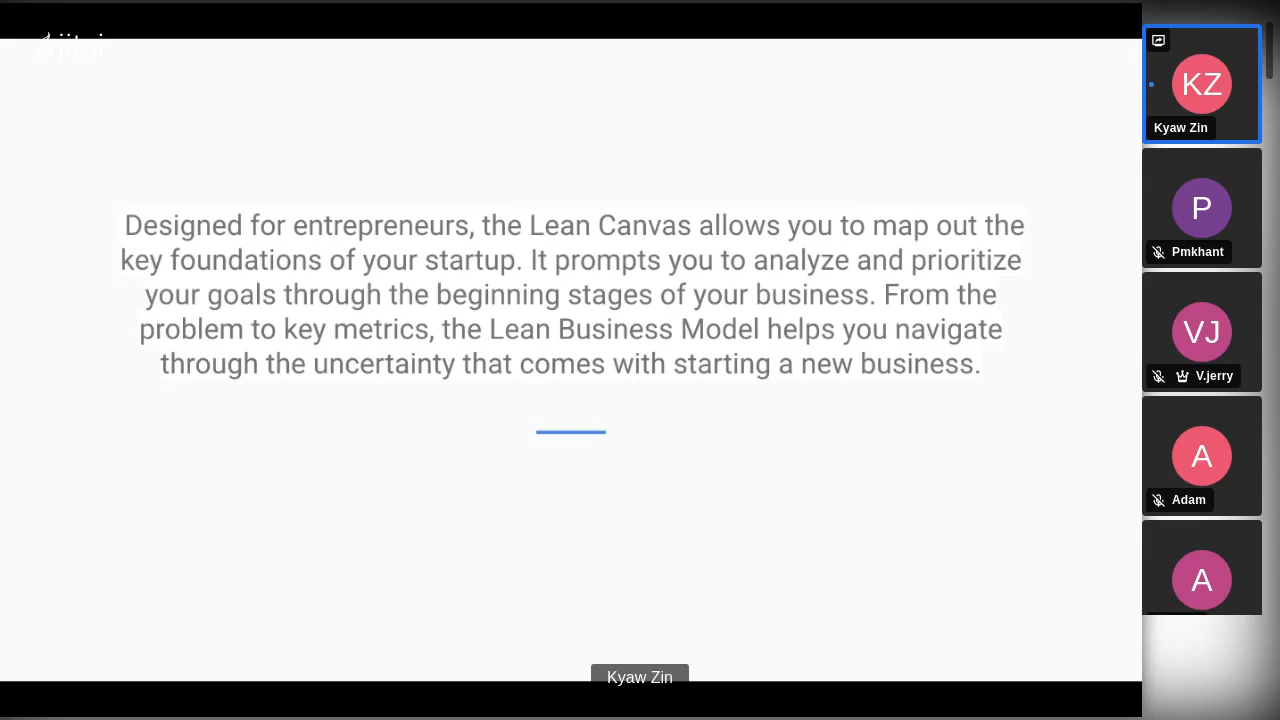 jitsi
Designed for entrepreneurs, the Lean Canvas allows you to map out the
key foundations of your startup. It prompts you to analyze and prioritize
your goals through the beginning stages of your business. From the
problem to key metrics, the Lean Business Model helps you navigate
through the uncertainty that comes with starting a new business.
Kyaw Zin
KZ
Kyaw Zin
P
Pmkhant
VJ
V.jerry
A
Adam
A